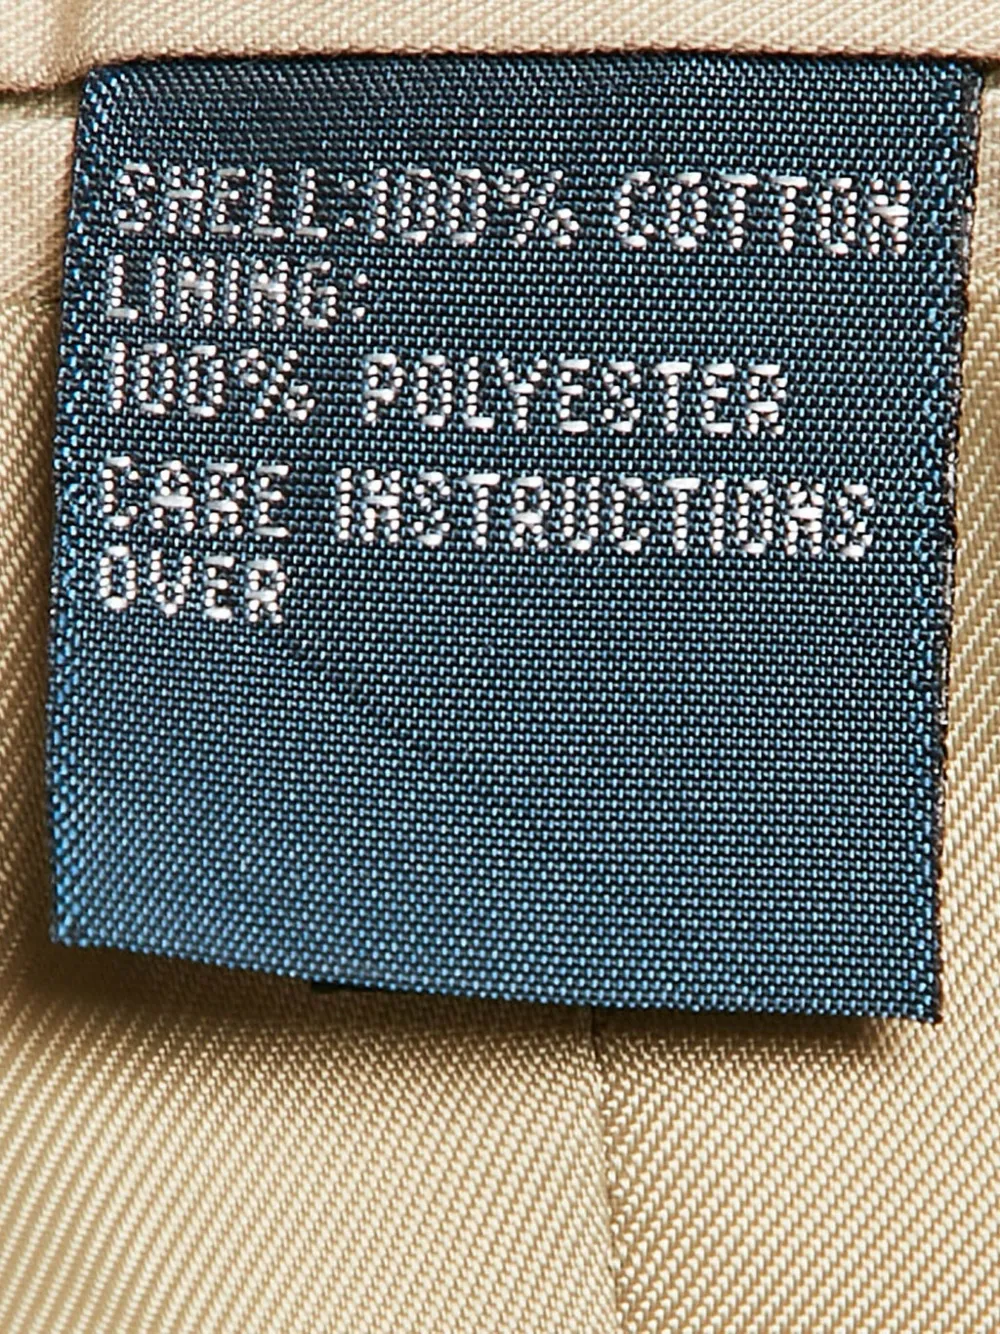 SHELL:100% COTTON
LINING:
100% POLYESTER
CARE INSTRUCTIONS
OVER